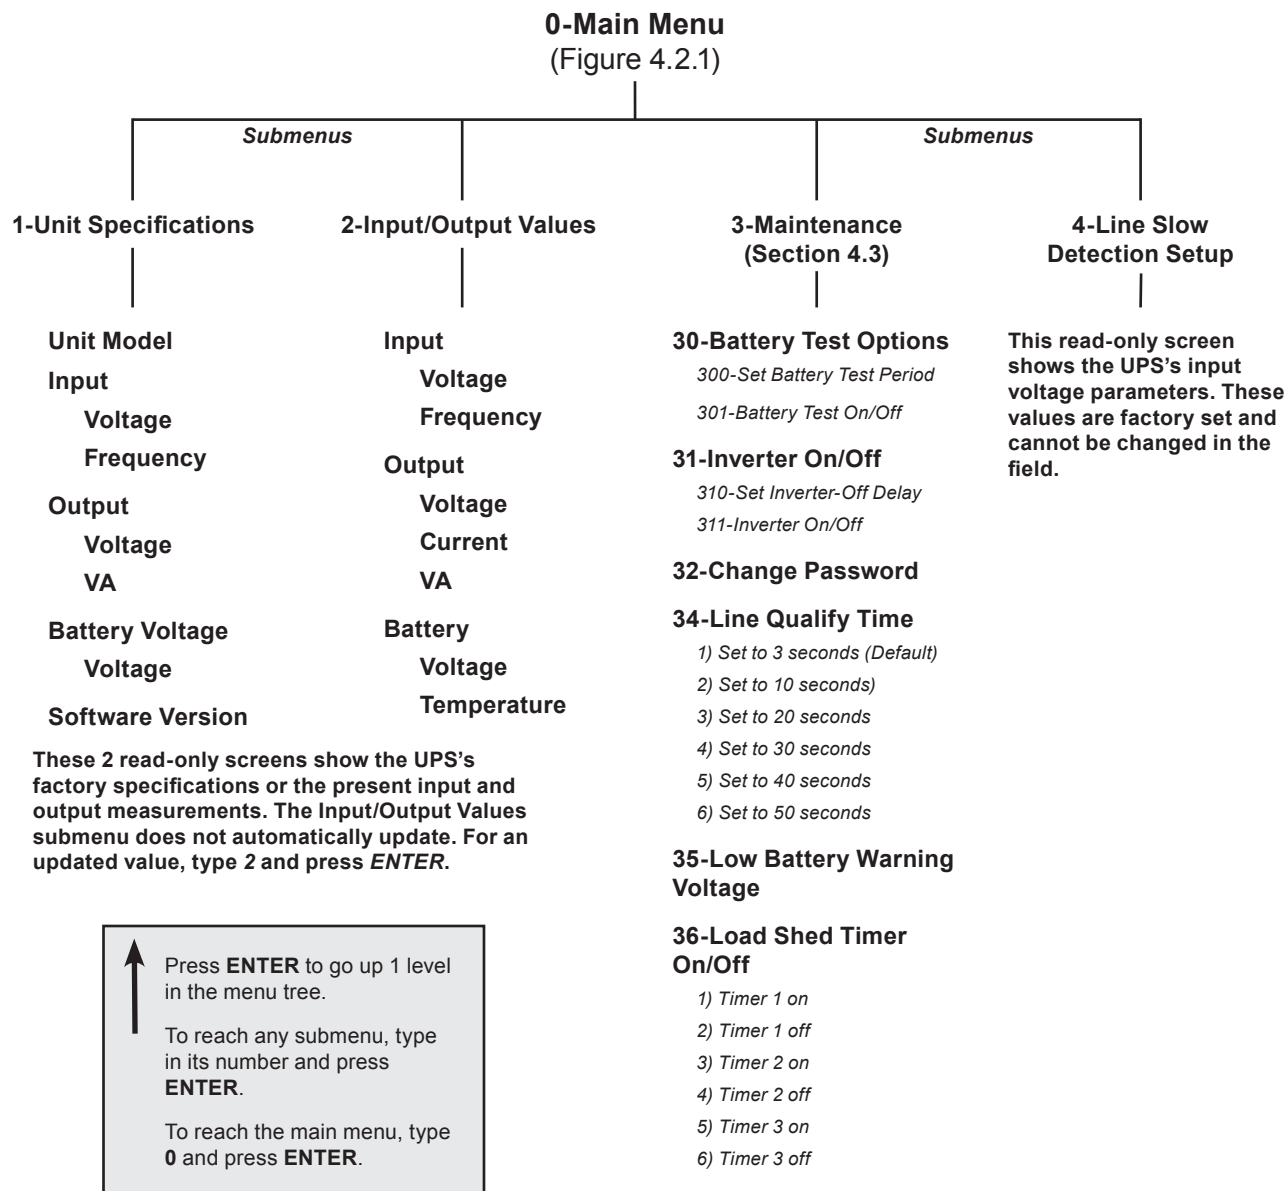 0-Main Menu
(Figure 4.2.1)
Submenus
Submenus
1-Unit Specifications
2-Input/Output Values
3-Maintenance
(Section 4.3)
4-Line Slow
Detection Setup
Unit Model
Input
Voltage
Frequency
Output
Voltage
VA
Battery Voltage
Voltage
Software Version
Input
Voltage
Frequency
Output
Voltage
Current
VA
Battery
Voltage
Temperature
These 2 read-only screens show the UPS’s
factory specifications or the present input and
output measurements. The Input/Output Values
submenu does not automatically update. For an
updated value, type 2 and press ENTER.
Press ENTER to go up 1 level
in the menu tree.
To reach any submenu, type
in its number and press
ENTER.
To reach the main menu, type
0 and press ENTER.
30-Battery Test Options
300-Set Battery Test Period
301-Battery Test On/Off
31-Inverter On/Off
310-Set Inverter-Off Delay
311-Inverter On/Off
32-Change Password
34-Line Qualify Time
1) Set to 3 seconds (Default)
2) Set to 10 seconds)
3) Set to 20 seconds
4) Set to 30 seconds
5) Set to 40 seconds
6) Set to 50 seconds
35-Low Battery Warning
Voltage
36-Load Shed Timer
On/Off
1) Timer 1 on
2) Timer 1 off
3) Timer 2 on
4) Timer 2 off
5) Timer 3 on
6) Timer 3 off
This read-only screen
shows the UPS’s input
voltage parameters. These
values are factory set and
cannot be changed in the
field.